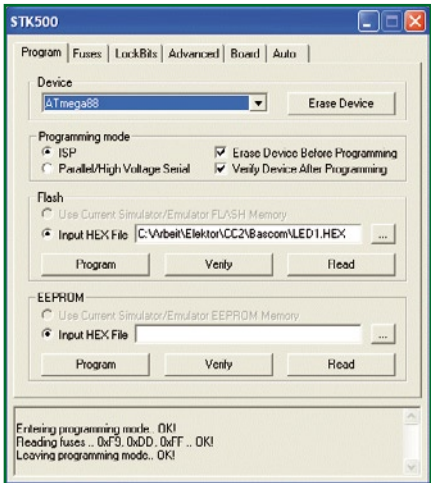 STK500
Program Fuses LockBits Advanced Board Auto
Device
ATmega88 Erase Device
Programming mode
ISP Erase Device Before Programming
Parallel/High Voltage Serial Verify Device After Programming
Flash
Use Current Simulator/Emulator FLASH Memory
Input HEX File C:\Arbeit\Elektor\CC2\Bascom\LED1.HEX ...
Program Verify Read
EEPROM
Use Current Simulator/Emulator EEPROM Memory
Input HEX File ...
Program Verify Read
Entering programming mode.. OK!
Reading fuses .. 0xF9, 0xDD, 0xFF .. OK!
Leaving programming mode.. OK!